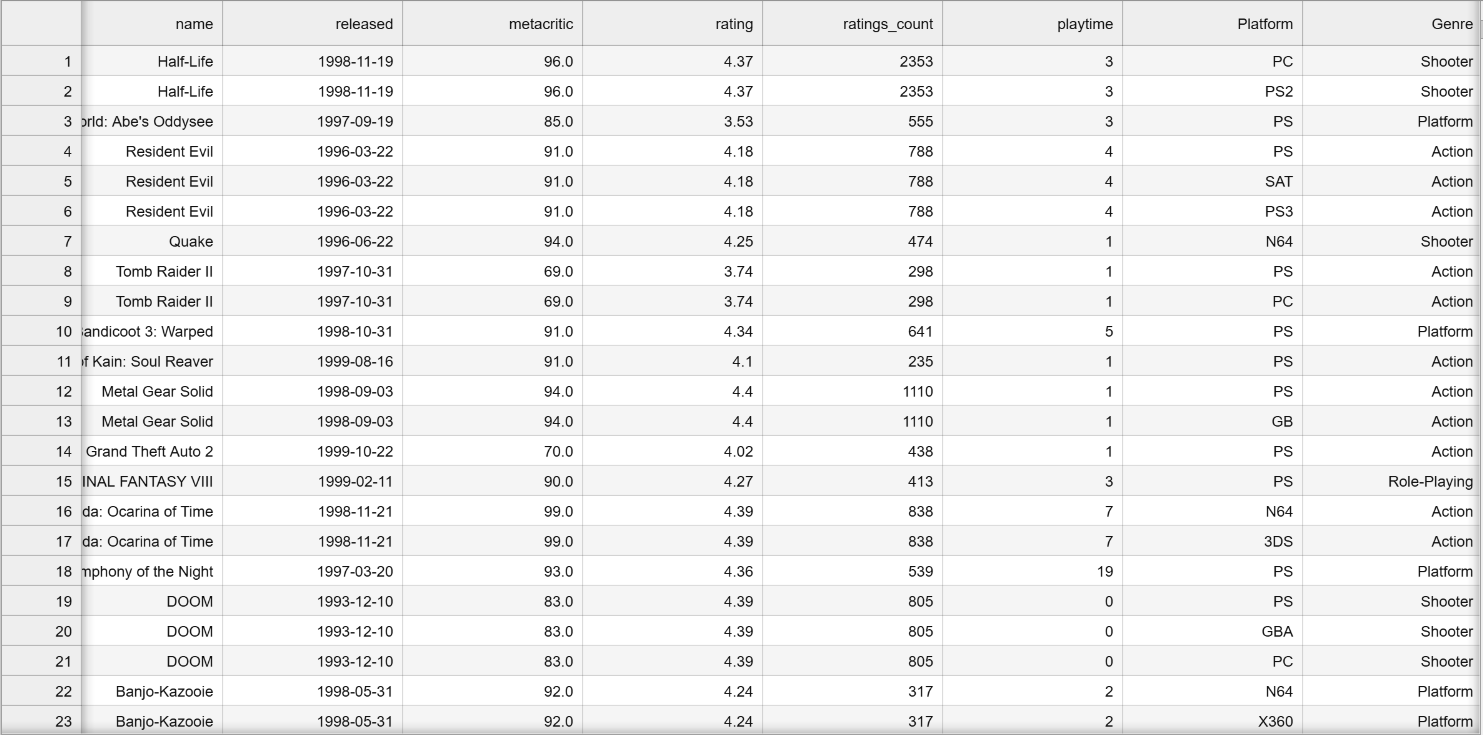 name released metacritic rating ratings_count playtime Platform Genre
1 Half-Life 1998-11-19 96.0 4.37 2353 3 PC Shooter
2 Half-Life 1998-11-19 96.0 4.37 2353 3 PS2 Shooter
3 orld: Abe's Oddysee 1997-09-19 85.0 3.53 555 3 PS Platform
4 Resident Evil 1996-03-22 91.0 4.18 788 4 PS Action
5 Resident Evil 1996-03-22 91.0 4.18 788 4 SAT Action
6 Resident Evil 1996-03-22 91.0 4.18 788 4 PS3 Action
7 Quake 1996-06-22 94.0 4.25 474 1 N64 Shooter
8 Tomb Raider II 1997-10-31 69.0 3.74 298 1 PS Action
9 Tomb Raider II 1997-10-31 69.0 3.74 298 1 PC Action
10 Bandicoot 3: Warped 1998-10-31 91.0 4.34 641 5 PS Platform
11 of Kain: Soul Reaver 1999-08-16 91.0 4.1 235 1 PS Action
12 Metal Gear Solid 1998-09-03 94.0 4.4 1110 1 PS Action
13 Metal Gear Solid 1998-09-03 94.0 4.4 1110 1 GB Action
14 Grand Theft Auto 2 1999-10-22 70.0 4.02 438 1 PS Action
15 INAL FANTASY VIII 1999-02-11 90.0 4.27 413 3 PS Role-Playing
16 da: Ocarina of Time 1998-11-21 99.0 4.39 838 7 N64 Action
17 da: Ocarina of Time 1998-11-21 99.0 4.39 838 7 3DS Action
18 mphony of the Night 1997-03-20 93.0 4.36 539 19 PS Platform
19 DOOM 1993-12-10 83.0 4.39 805 0 PS Shooter
20 DOOM 1993-12-10 83.0 4.39 805 0 GBA Shooter
21 DOOM 1993-12-10 83.0 4.39 805 0 PC Shooter
22 Banjo-Kazooie 1998-05-31 92.0 4.24 317 2 N64 Platform
23 Banjo-Kazooie 1998-05-31 92.0 4.24 317 2 X360 Platform